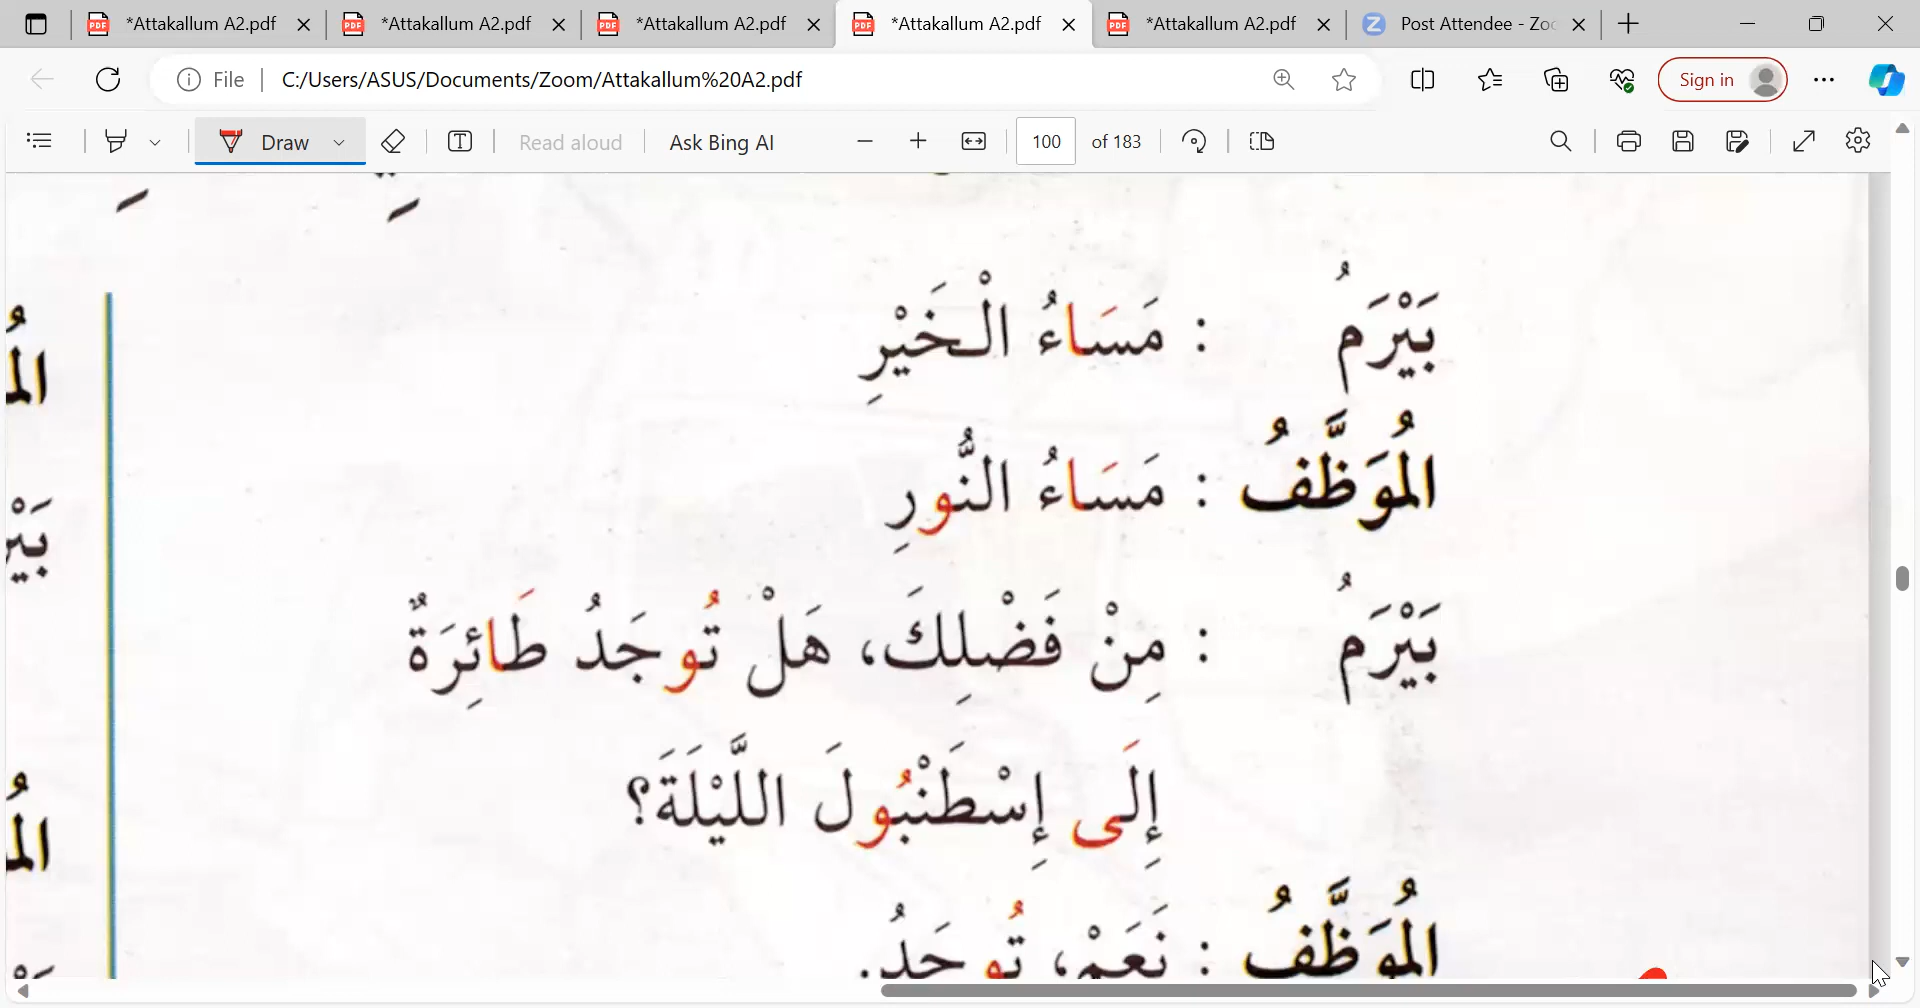 *Attakallum A2.pdf
*Attakallum A2.pdf
*Attakallum A2.pdf
*Attakallum A2.pdf
*Attakallum A2.pdf
Post Attendee - Zoo
File
C:/Users/ASUS/Documents/Zoom/Attakallum%20A2.pdf
Sign in
Draw
Read aloud
Ask Bing AI
100 of 183
بَيْرَمُ : مَسَاءُ الْخَيْرِ
الْمُوَظَّفُ : مَسَاءُ النُّورِ
بَيْرَمُ : مِنْ فَضْلِكَ، هَلْ تُوجَدُ طَائِرَةٌ
إِلَى إِسْطَنْبُولَ اللَّيْلَةَ؟
الْمُوَظَّفُ : نَعَمْ، تُوجَدُ.